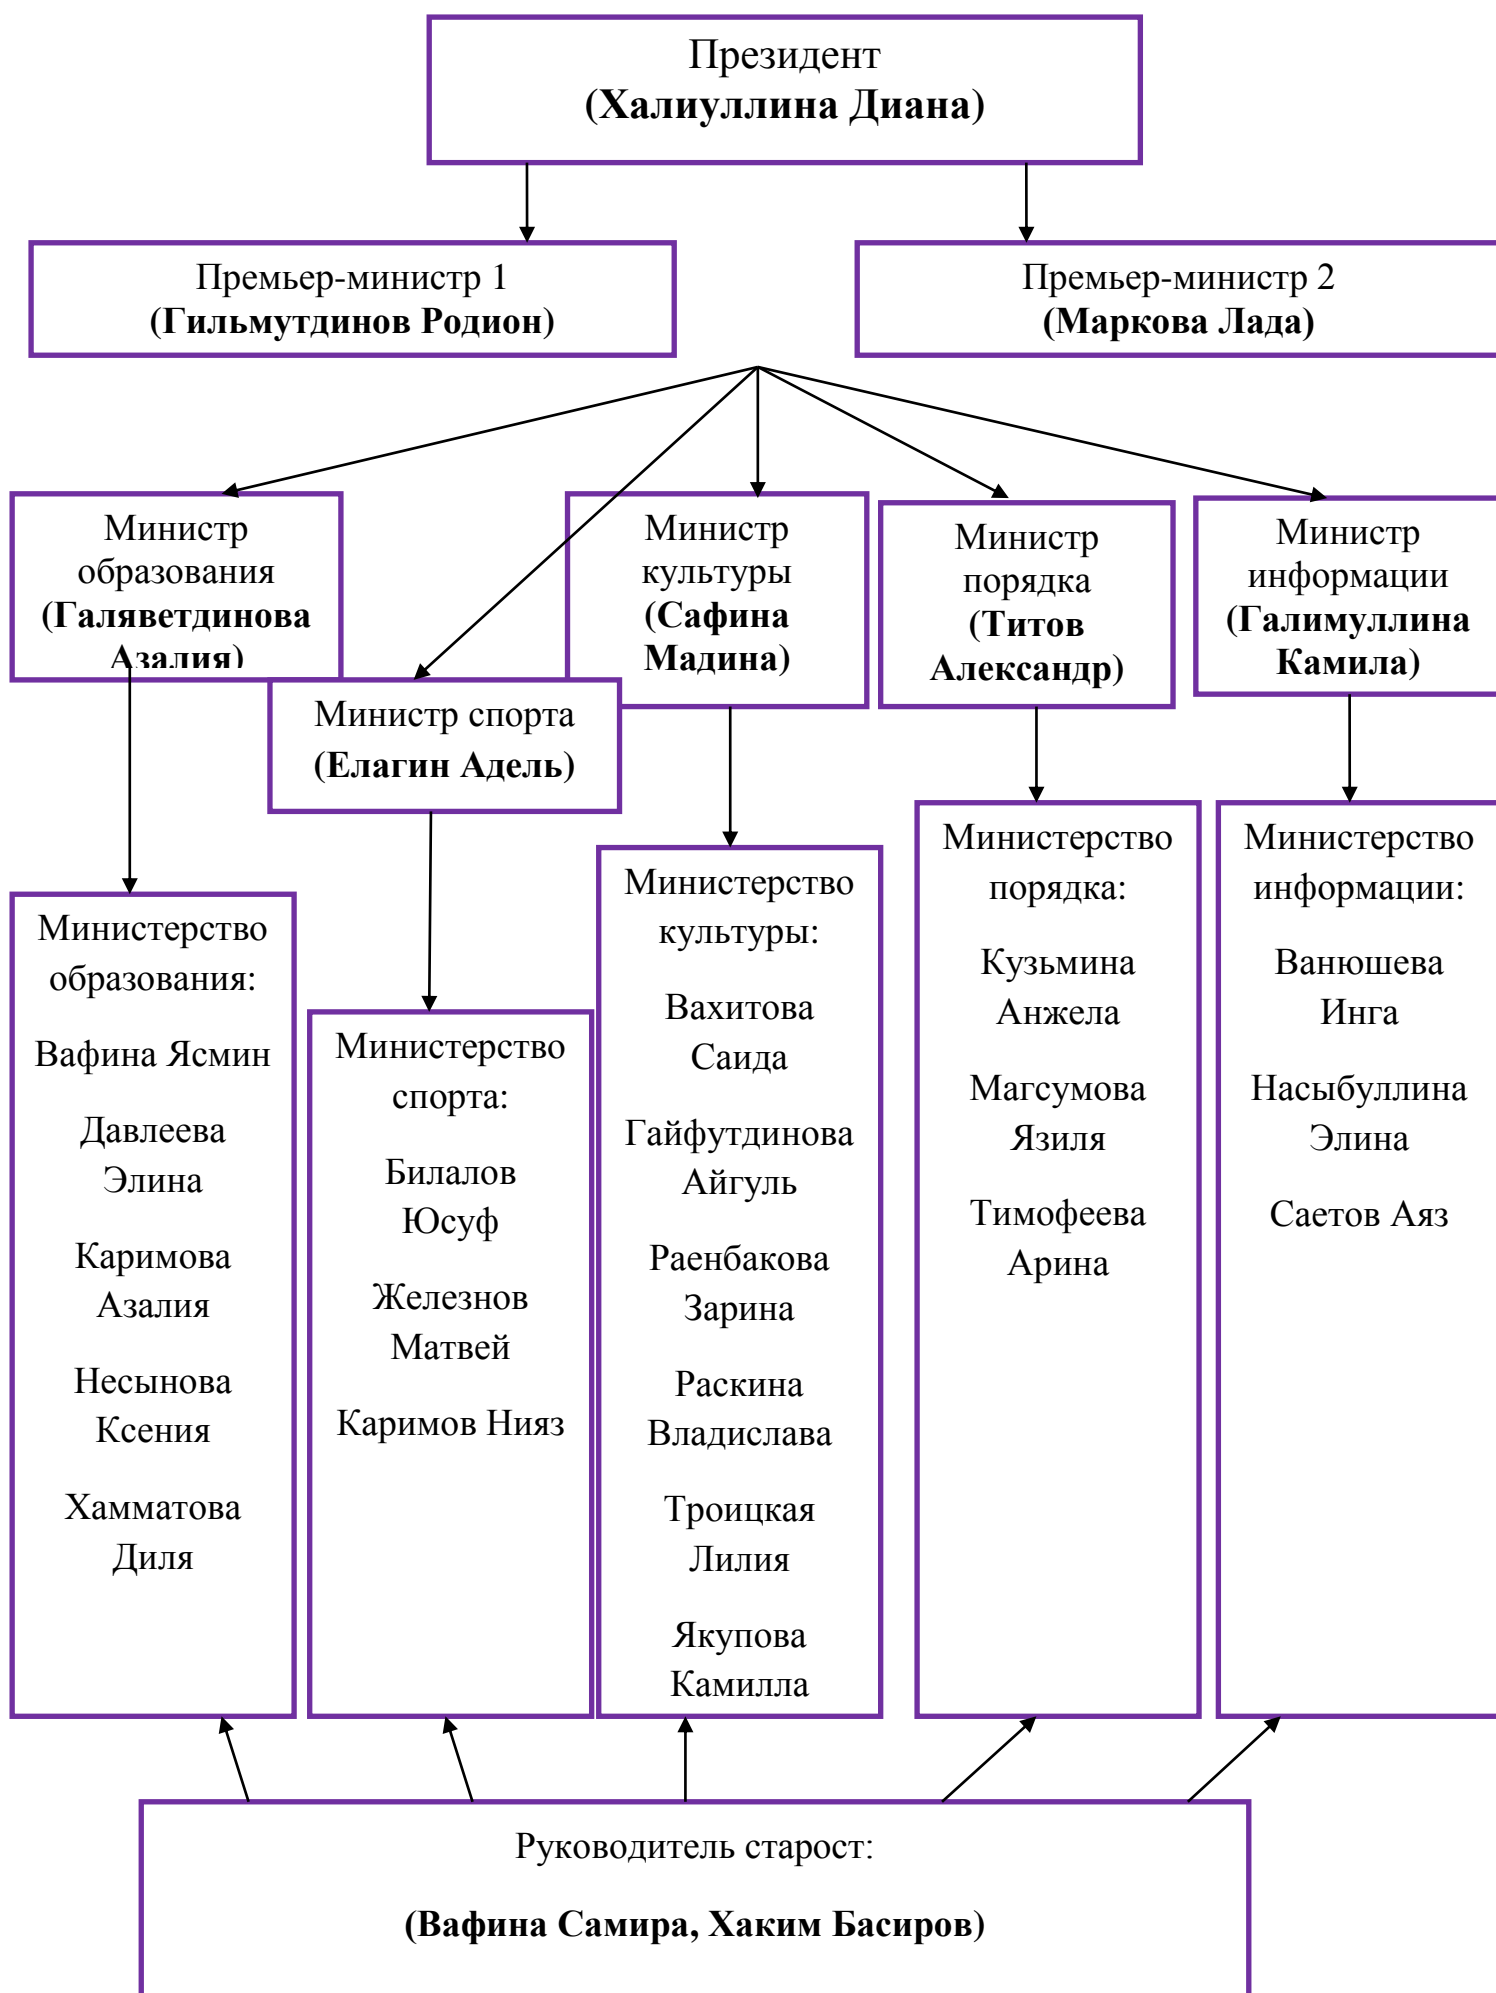 Президент
(Халиуллина Диана)
Премьер-министр 1
(Гильмутдинов Родион)
Премьер-министр 2
(Маркова Лада)
Министр
образования
(Галяветдинова
Азалия)
Министр спорта
(Елагин Адель)
Министр
культуры
(Сафина
Мадина)
Министр
порядка
(Титов
Александр)
Министр
информации
(Галимуллина
Камила)
Министерство
образования:
Вафина Ясмин
Давлеева
Элина
Каримова
Азалия
Несынова
Ксения
Хамматова
Диля
Министерство
спорта:
Билалов
Юсуф
Железнов
Матвей
Каримов Нияз
Министерство
культуры:
Вахитова
Саида
Гайфутдинова
Айгуль
Раенбакова
Зарина
Раскина
Владислава
Троицкая
Лилия
Якупова
Камилла
Министерство
порядка:
Кузьмина
Анжела
Магсумова
Язиля
Тимофеева
Арина
Министерство
информации:
Ванюшева
Инга
Насыбуллина
Элина
Саетов Аяз
Руководитель старост:
(Вафина Самира, Хаким Басиров)